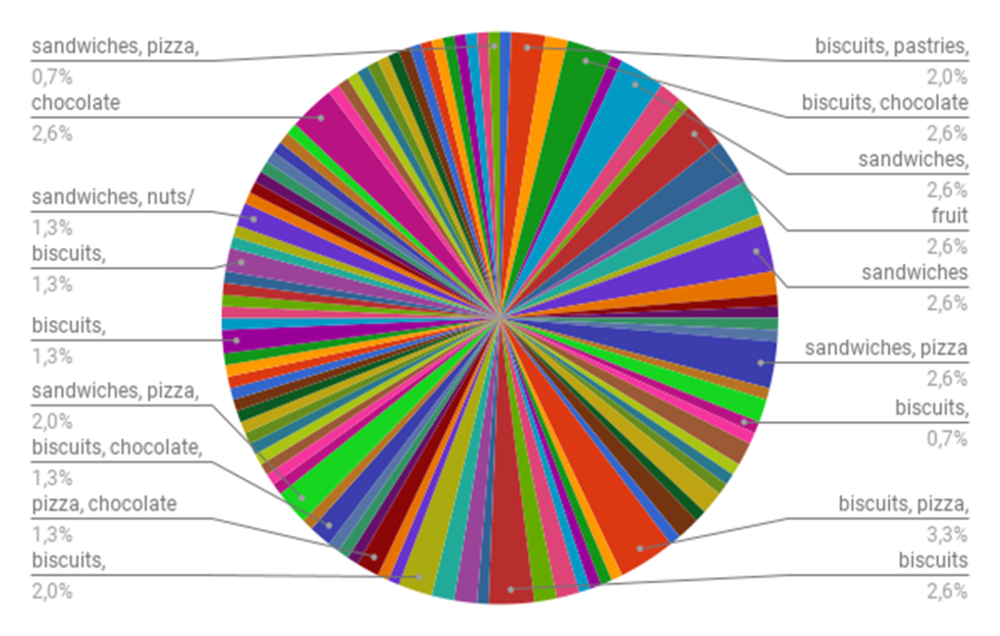 sandwiches, pizza,
0,7%
chocolate
2,6%
sandwiches, nuts/
1,3%
biscuits,
1,3%
biscuits,
1,3%
sandwiches, pizza,
2,0%
biscuits, chocolate,
1,3%
pizza, chocolate
1,3%
biscuits,
2,0%
biscuits, pastries,
2,0%
biscuits, chocolate
2,6%
sandwiches,
2,6%
fruit
2,6%
sandwiches
2,6%
sandwiches, pizza
2,6%
biscuits,
0,7%
biscuits, pizza,
3,3%
biscuits
2,6%